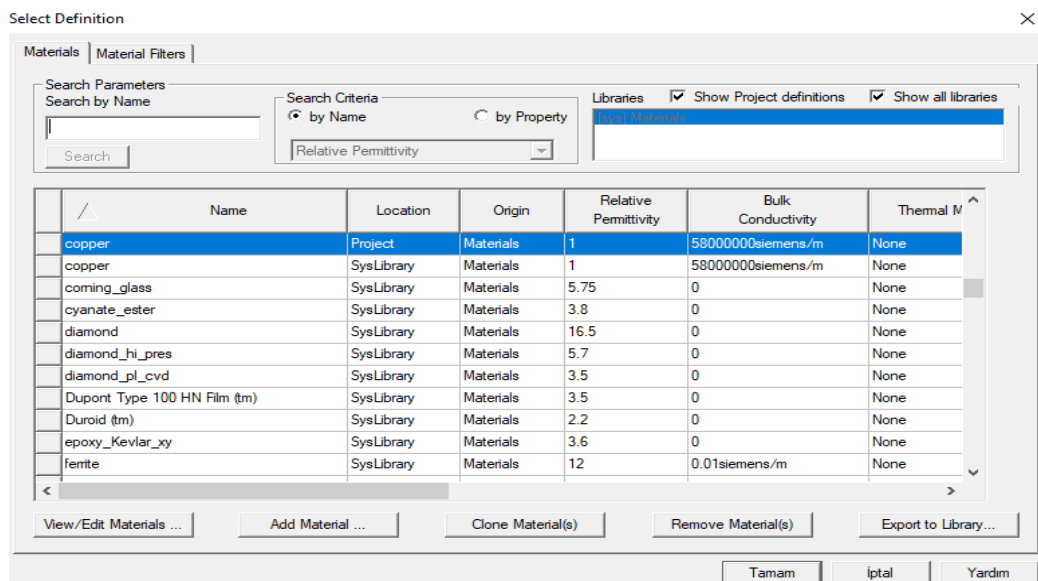 Select Definition
Materials Material Filters
Search Parameters
Search by Name
Search
Search Criteria
by Name by Property
Relative Permittivity
Libraries Show Project definitions Show all libraries
[sys] Materials
Name Location Origin Relative Permittivity Bulk Conductivity Thermal M
copper Project Materials 1 58000000siemens/m None
copper SysLibrary Materials 1 58000000siemens/m None
corning_glass SysLibrary Materials 5.75 0 None
cyanate_ester SysLibrary Materials 3.8 0 None
diamond SysLibrary Materials 16.5 0 None
diamond_hi_pres SysLibrary Materials 5.7 0 None
diamond_pl_cvd SysLibrary Materials 3.5 0 None
Dupont Type 100 HN Film (tm) SysLibrary Materials 3.5 0 None
Duroid (tm) SysLibrary Materials 2.2 0 None
epoxy_Kevlar_xy SysLibrary Materials 3.6 0 None
ferrite SysLibrary Materials 12 0.01siemens/m None
View/Edit Materials ... Add Material ... Clone Material(s) Remove Material(s) Export to Library...
Tamam İptal Yardım